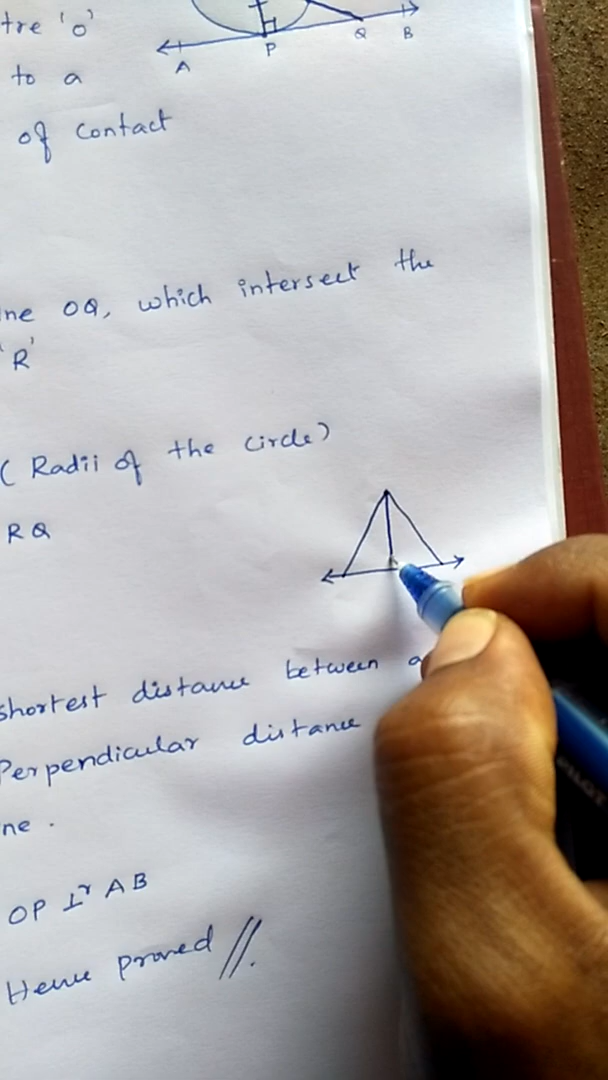 tre 'o'
A P Q B
to a
of contact
ne OQ, which intersect the
'R'
( Radii of the circle)
RQ
shortest distance between a
Perpendicular distance
ne .
OP ⊥r AB
Hence proved //.
PILOT